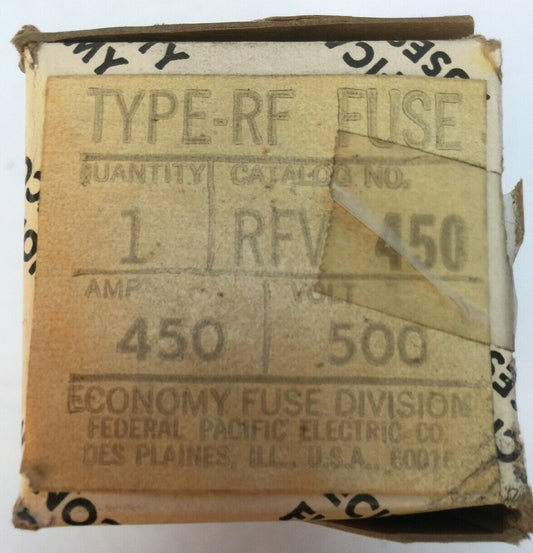 TYPE-RF FUSE
QUANTITY CATALOG NO.
1 RFV 450
AMP VOLT
450 500
ECONOMY FUSE DIVISION
FEDERAL PACIFIC ELECTRIC CO.
DES PLAINES, ILL., U.S.A., 60018